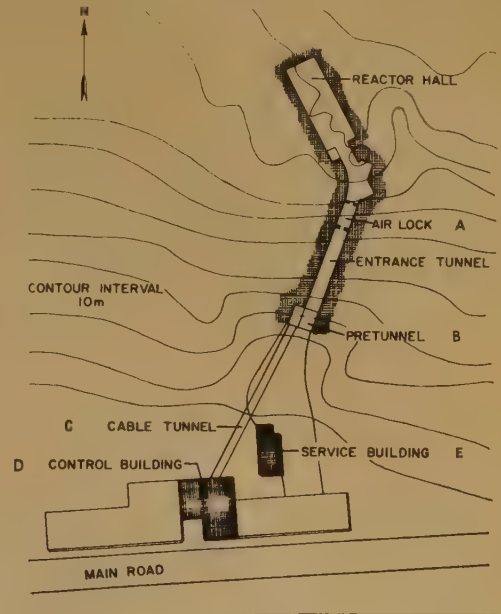 N
REACTOR HALL
AIR LOCK A
ENTRANCE TUNNEL
CONTOUR INTERVAL
10m
PRETUNNEL B
C CABLE TUNNEL
SERVICE BUILDING E
D CONTROL BUILDING
MAIN ROAD